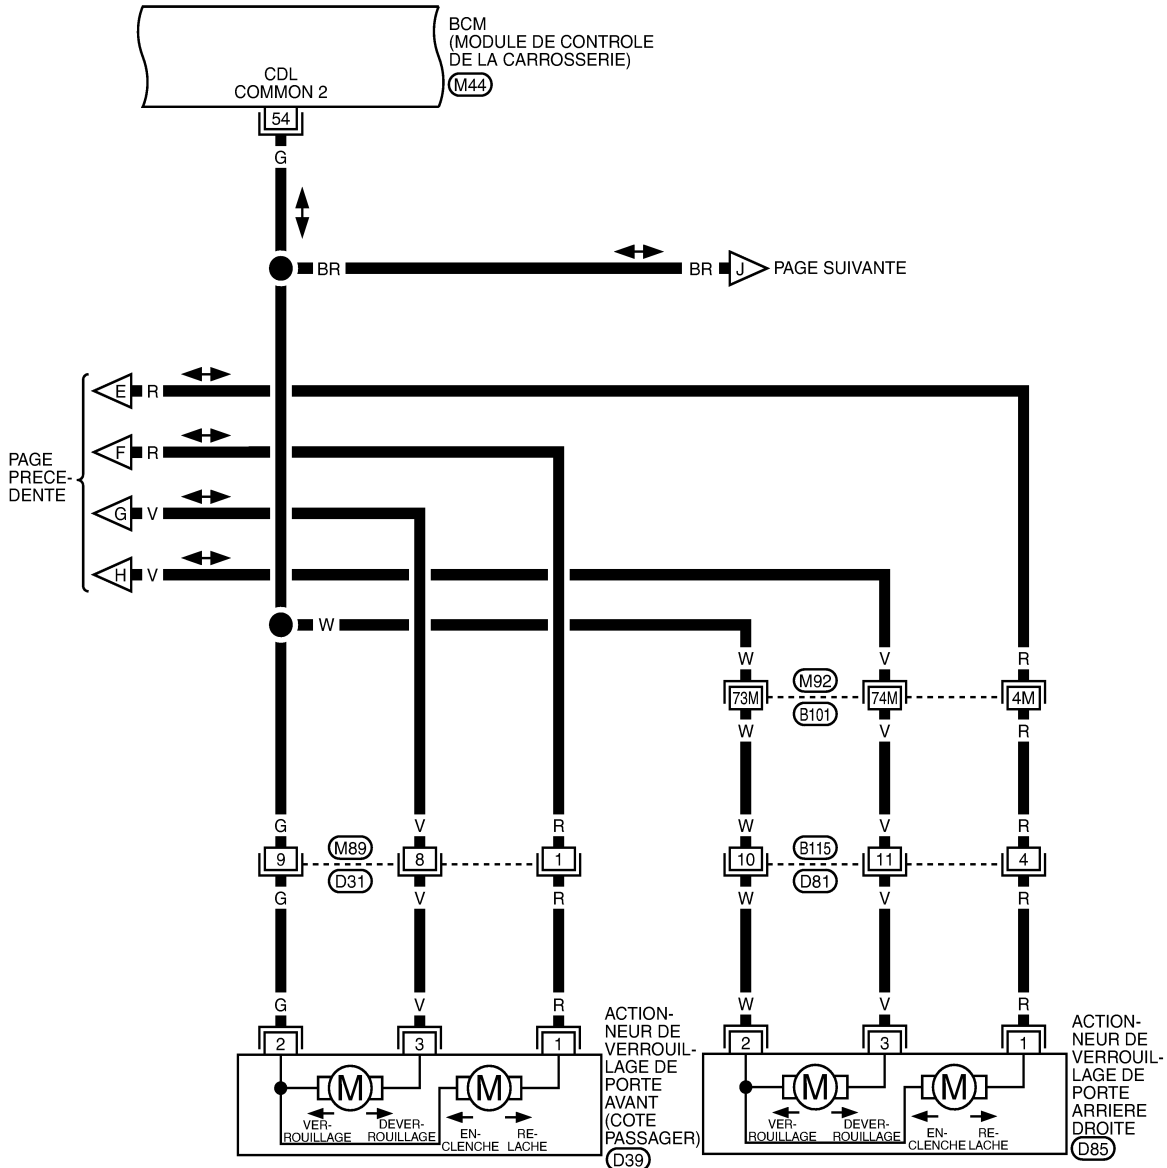 BCM
(MODULE DE CONTROLE
DE LA CARROSSERIE)
M44
CDL
COMMON 2
54
G
BR
BR
J
PAGE SUIVANTE
E
R
F
R
G
V
H
V
PAGE
PRECE-
DENTE
W
W
V
R
73M
M92
74M
4M
B101
W
V
R
G
V
R
W
V
R
9
M89
8
1
10
B115
11
4
D31
D81
G
V
R
W
V
R
G
V
R
W
V
R
2
3
1
ACTION-
NEUR DE
VERROUIL-
LAGE DE
PORTE
AVANT
(COTE
PASSAGER)
D39
2
3
1
ACTION-
NEUR DE
VERROUIL-
LAGE DE
PORTE
ARRIERE
DROITE
D85
M
M
VER-
ROUILLAGE
DEVER-
ROUILLAGE
EN-
CLENCHE
RE-
LACHE
M
M
VER-
ROUILLAGE
DEVER-
ROUILLAGE
EN-
CLENCHE
RE-
LACHE